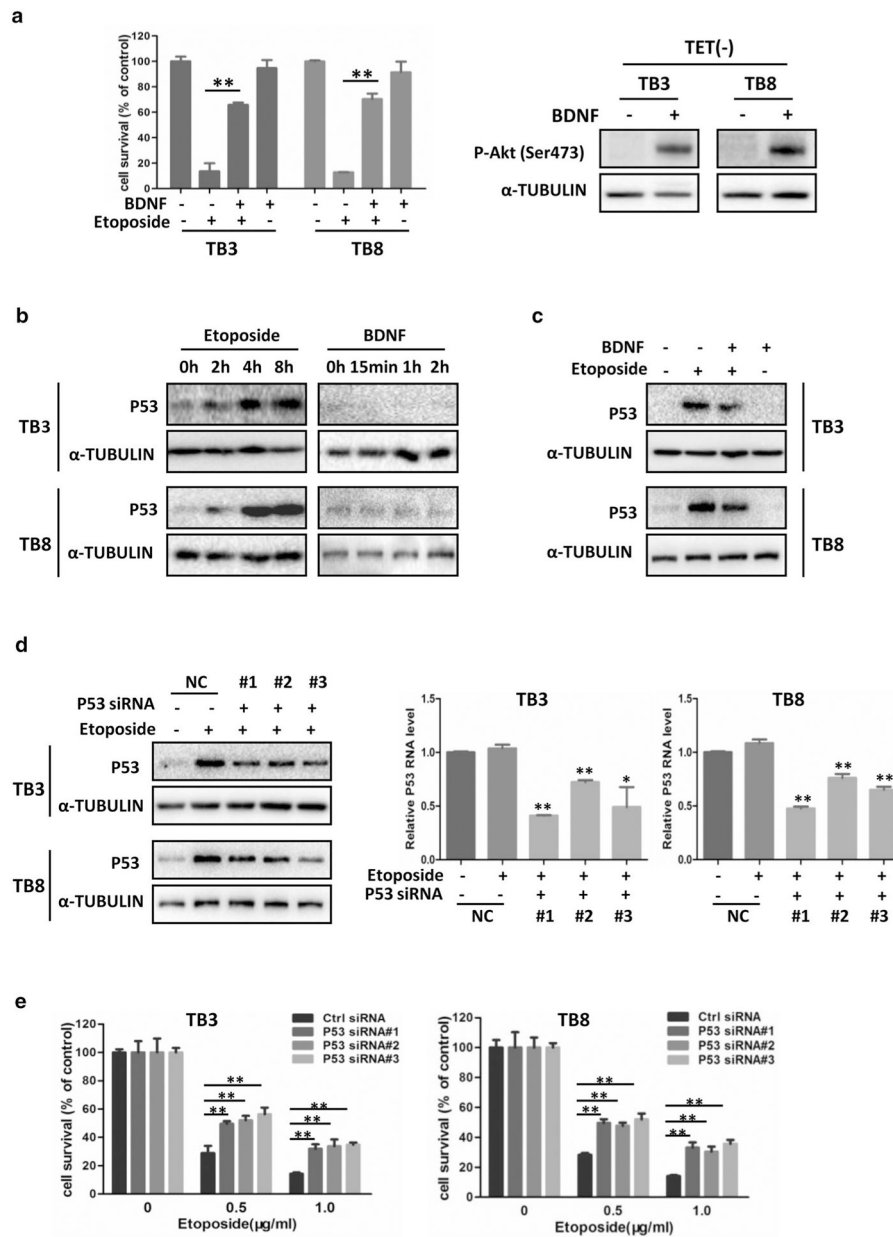 a
cell survival (% of control)
120
100
80
60
40
20
0
**
**
BDNF - - + + - - + +
Etoposide - + + - - + + -
TB3 TB8
TET(-)
TB3 TB8
BDNF - + - +
P-Akt (Ser473)
α-TUBULIN
b
Etoposide BDNF
0h 2h 4h 8h 0h 15min 1h 2h
TB3
P53
α-TUBULIN
TB8
P53
α-TUBULIN
c
BDNF - - + +
Etoposide - + + -
P53
α-TUBULIN
TB3
P53
α-TUBULIN
TB8
d
NC #1 #2 #3
P53 siRNA - - + + +
Etoposide - + + + +
TB3
P53
α-TUBULIN
TB8
P53
α-TUBULIN
TB3
Relative P53 RNA level
1.5
1.0
0.5
0.0
** ** *
Etoposide - + + + +
P53 siRNA - - + + +
NC #1 #2 #3
TB8
Relative P53 RNA level
1.5
1.0
0.5
0.0
** ** **
- + + + +
- - + + +
NC #1 #2 #3
e
TB3
Ctrl siRNA
P53 siRNA#1
P53 siRNA#2
P53 siRNA#3
cell survival (% of control)
120
100
80
60
40
20
0
**
**
**
**
**
**
0 0.5 1.0
Etoposide(μg/ml)
TB8
Ctrl siRNA
P53 siRNA#1
P53 siRNA#2
P53 siRNA#3
cell survival (% of control)
120
100
80
60
40
20
0
**
**
**
**
**
**
0 0.5 1.0
Etoposide(μg/ml)